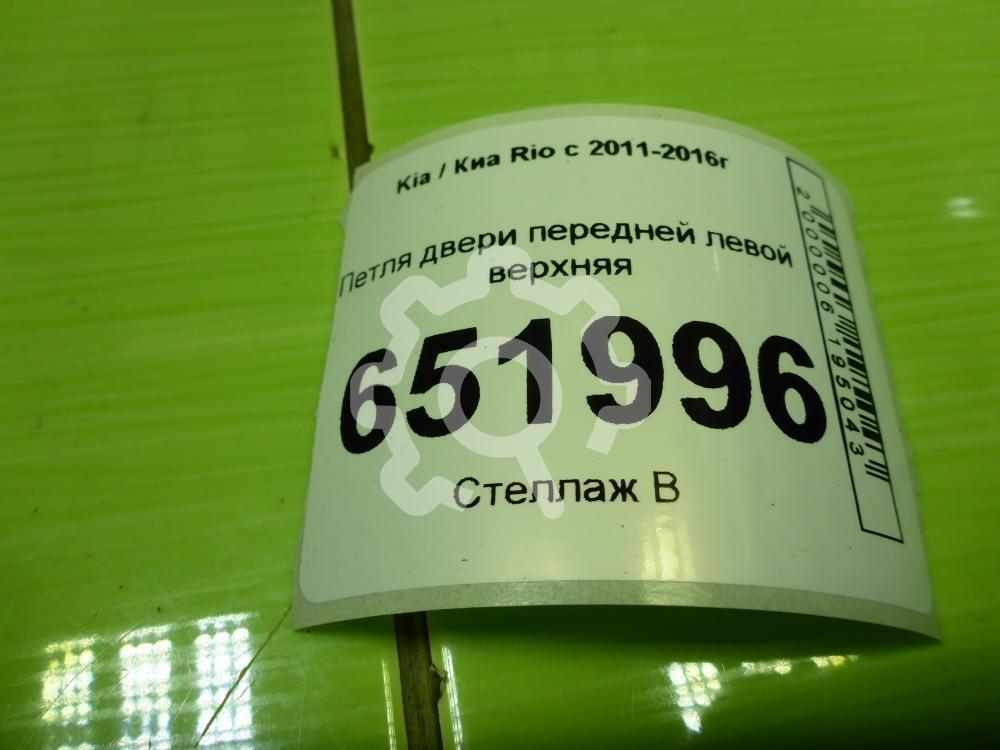 Kia / Киа Rio с 2011-2016г
Петля двери передней левой
верхняя
651996
Стеллаж В
2000006195043